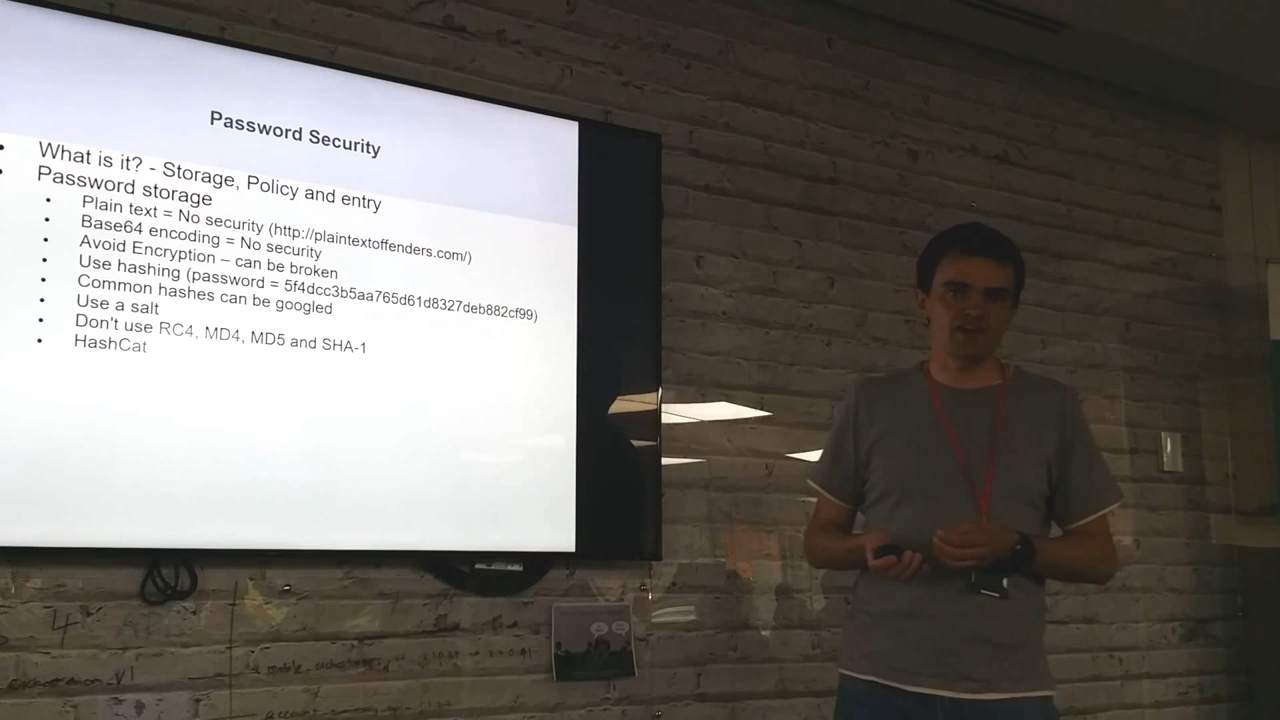 Password Security
• What is it? - Storage, Policy and entry
• Password storage
• Plain text = No security (http://plaintextoffenders.com/)
• Base64 encoding = No security
• Avoid Encryption – can be broken
• Use hashing (password = 5f4dcc3b5aa765d61d8327deb882cf99)
• Common hashes can be googled
• Use a salt
• Don't use RC4, MD4, MD5 and SHA-1
• HashCat
4